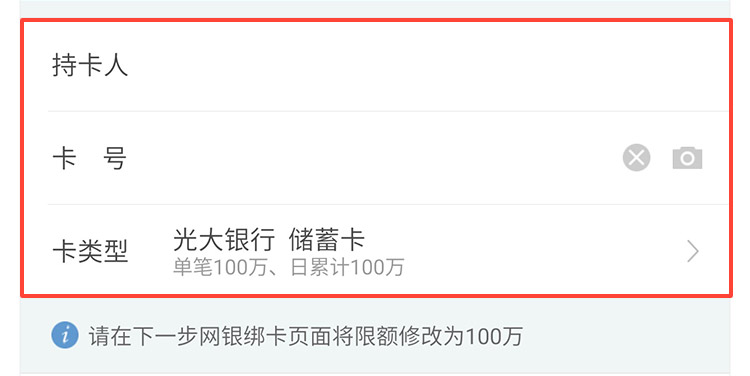 持卡人
卡 号
卡类型 光大银行 储蓄卡
单笔100万、日累计100万
请在下一步网银绑卡页面将限额修改为100万